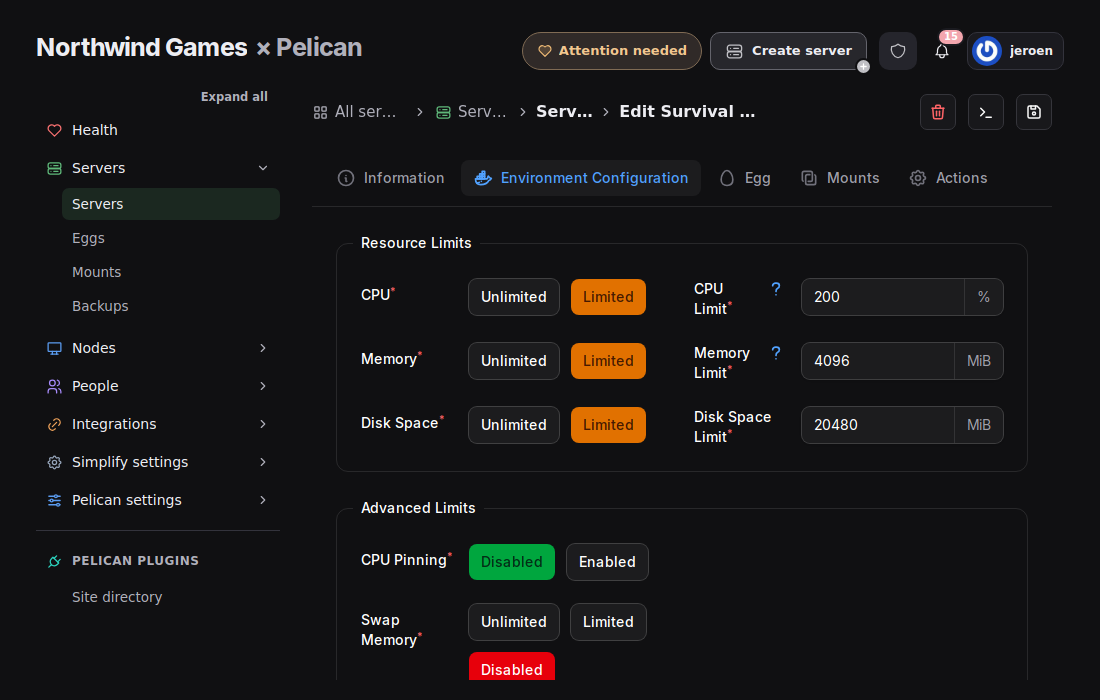 Northwind Games × Pelican
Attention needed
Create server
15
jeroen
Expand all
All ser...
Serv...
Serv...
Edit Survival ...
Health
Servers
Servers
Eggs
Mounts
Backups
Nodes
People
Integrations
Simplify settings
Pelican settings
PELICAN PLUGINS
Site directory
Information
Environment Configuration
Egg
Mounts
Actions
Resource Limits
CPU*
Unlimited
Limited
CPU
Limit*
?
200
%
Memory*
Unlimited
Limited
Memory
Limit*
?
4096
MiB
Disk Space*
Unlimited
Limited
Disk Space
Limit*
20480
MiB
Advanced Limits
CPU Pinning*
Disabled
Enabled
Swap
Memory*
Unlimited
Limited
Disabled